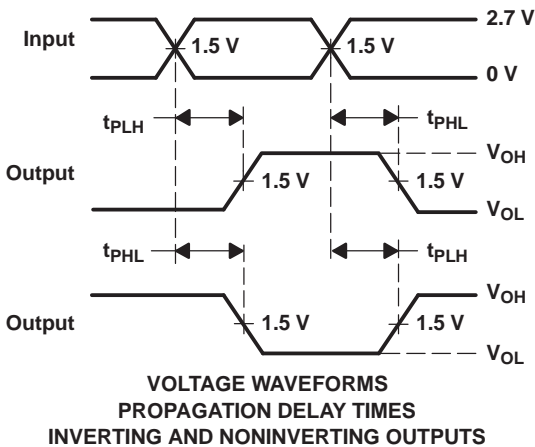 2.7 V
Input
1.5 V
1.5 V
0 V
tPLH
tPHL
VOH
Output
1.5 V
1.5 V
VOL
tPHL
tPLH
VOH
Output
1.5 V
1.5 V
VOL
VOLTAGE WAVEFORMS
PROPAGATION DELAY TIMES
INVERTING AND NONINVERTING OUTPUTS